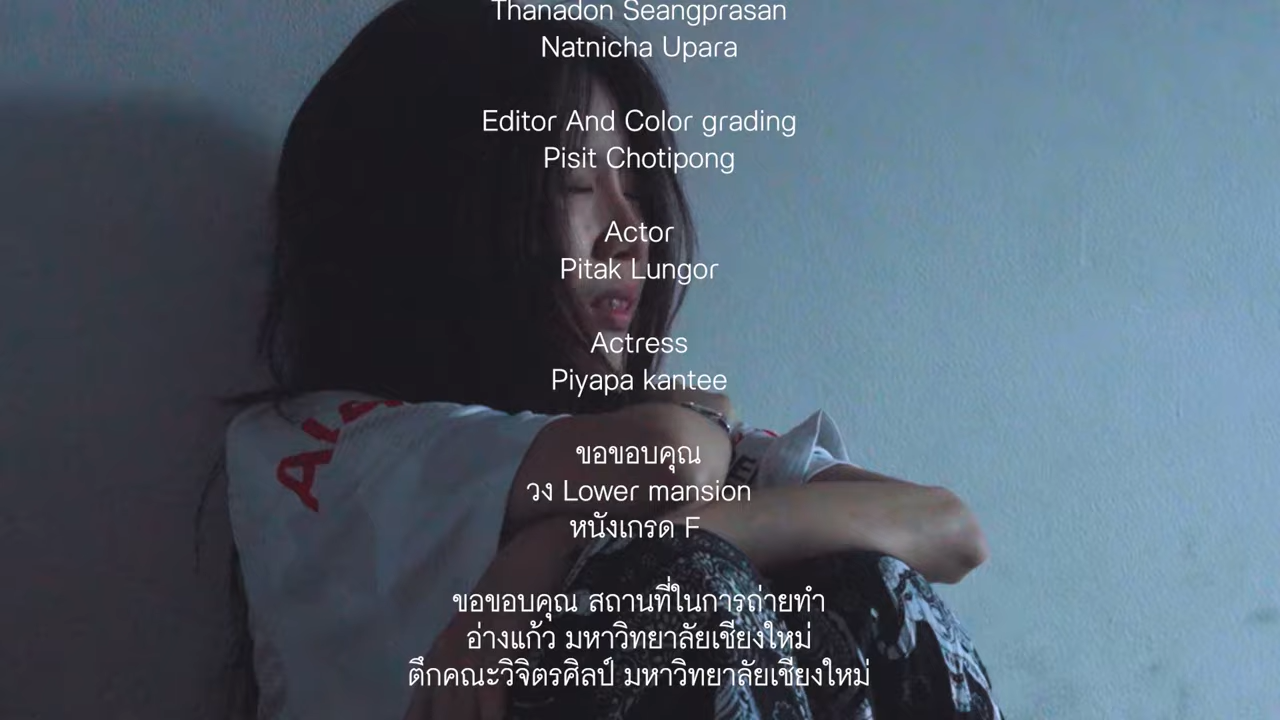 Thanadon Seangprasan
Natnicha Upara
Editor And Color grading
Pisit Chotipong
Actor
Pitak Lungor
Actress
Piyapa kantee
ขอขอบคุณ
วง Lower mansion
หนังเกรด F
ขอขอบคุณ สถานที่ในการถ่ายทำ
อ่างแก้ว มหาวิทยาลัยเชียงใหม่
ตึกคณะวิจิตรศิลป์ มหาวิทยาลัยเชียงใหม่